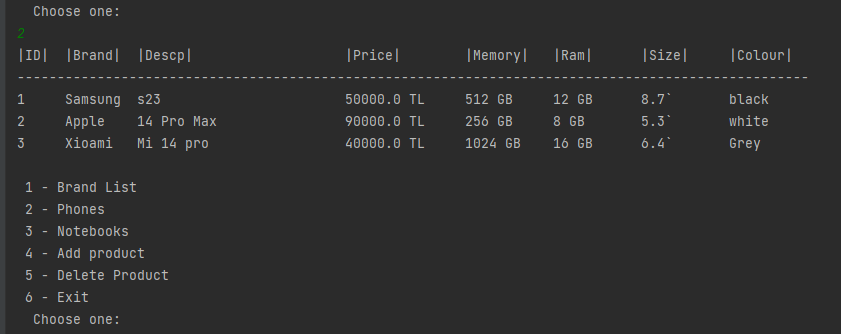 Choose one:
2
|ID| |Brand| |Descp| |Price| |Memory| |Ram| |Size| |Colour|
----------------------------------------------------------------------------------------------------
1 Samsung s23 50000.0 TL 512 GB 12 GB 8.7` black
2 Apple 14 Pro Max 90000.0 TL 256 GB 8 GB 5.3` white
3 Xioami Mi 14 pro 40000.0 TL 1024 GB 16 GB 6.4` Grey
1 - Brand List
2 - Phones
3 - Notebooks
4 - Add product
5 - Delete Product
6 - Exit
Choose one: